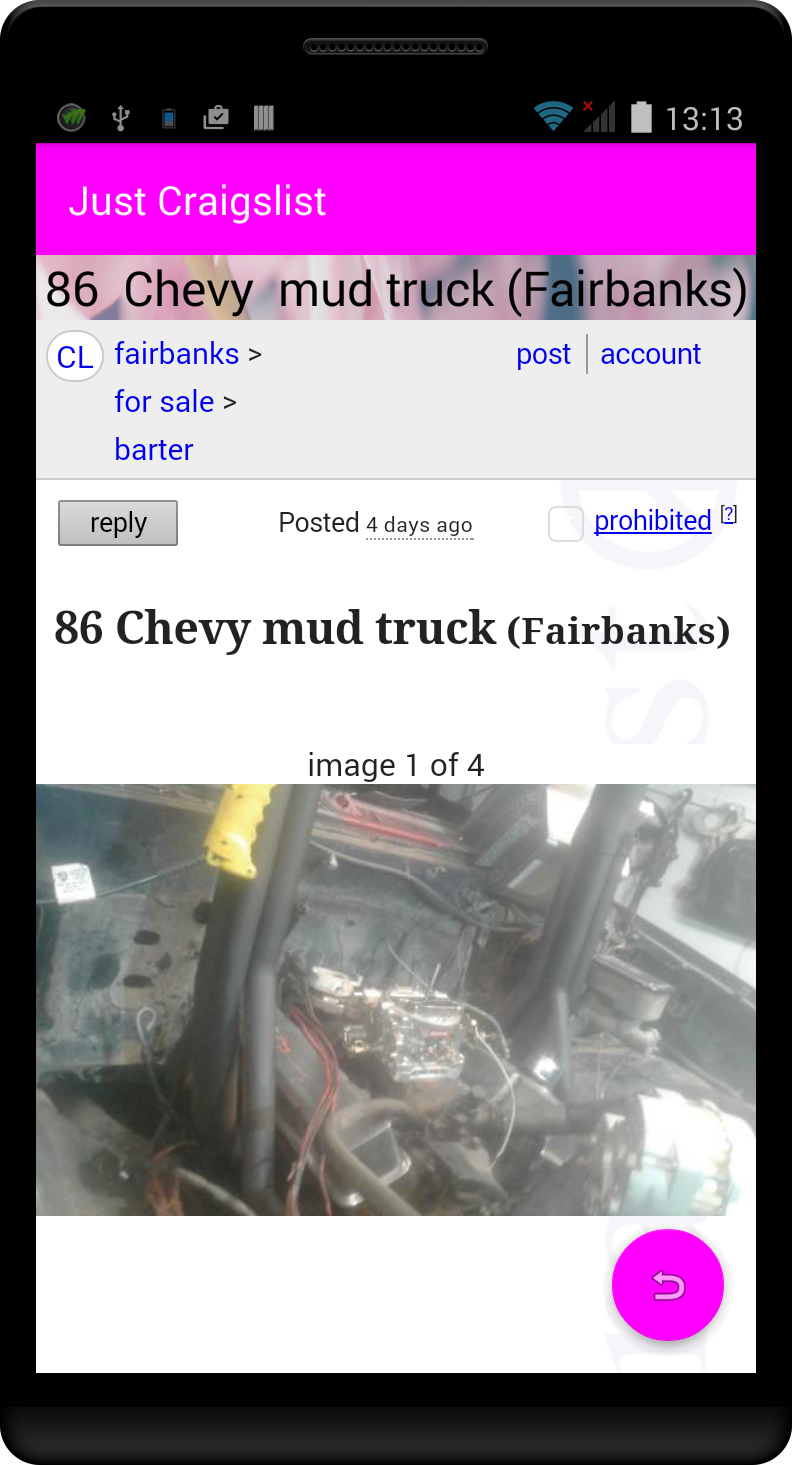 13:13
Just Craigslist
86 Chevy mud truck (Fairbanks)
CL fairbanks > post account
for sale >
barter
reply Posted 4 days ago prohibited [?]
86 Chevy mud truck (Fairbanks)
image 1 of 4
st